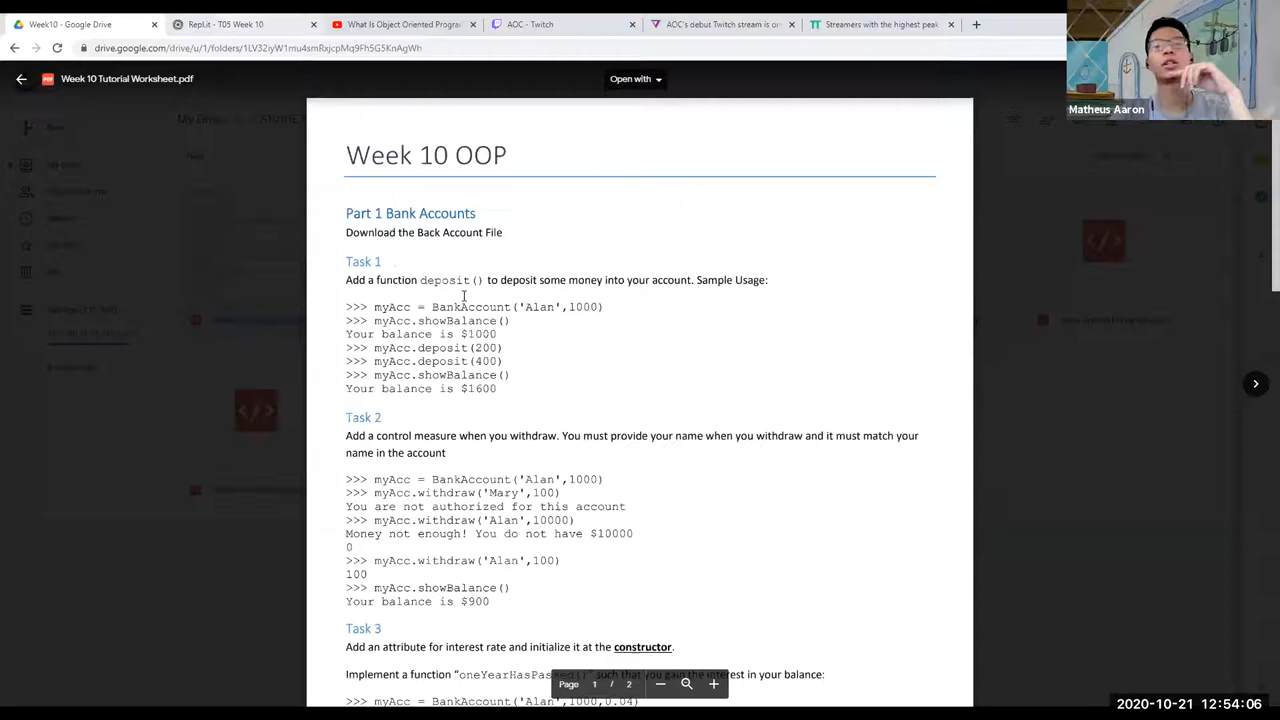 Week10 - Google Drive
RepLit - T05 Week 10
What Is Object Oriented Progra
AOC - Twitch
AOC's debut Twitch stream is on
Streamers with the highest peak
drive.google.com/drive/u/1/folders/1LV32iyW1mu4smRxjcpMq9Fh5G5KnAgWh
Week 10 Tutorial Worksheet.pdf
Open with
Matheus Aaron
Week 10 OOP
Part 1 Bank Accounts
Download the Back Account File
Task 1
Add a function deposit() to deposit some money into your account. Sample Usage:
>>> myAcc = BankAccount('Alan',1000)
>>> myAcc.showBalance()
Your balance is $1000
>>> myAcc.deposit(200)
>>> myAcc.deposit(400)
>>> myAcc.showBalance()
Your balance is $1600
Task 2
Add a control measure when you withdraw. You must provide your name when you withdraw and it must match your
name in the account
>>> myAcc = BankAccount('Alan',1000)
>>> myAcc.withdraw('Mary',100)
You are not authorized for this account
>>> myAcc.withdraw('Alan',10000)
Money not enough! You do not have $10000
0
>>> myAcc.withdraw('Alan',100)
100
>>> myAcc.showBalance()
Your balance is $900
Task 3
Add an attribute for interest rate and initialize it at the constructor.
Implement a function “oneYearHasPassed()” such that you gain the interest in your balance:
Page 1 / 2
>>> myAcc = BankAccount('Alan',1000,0.04)
2020-10-21 12:54:06